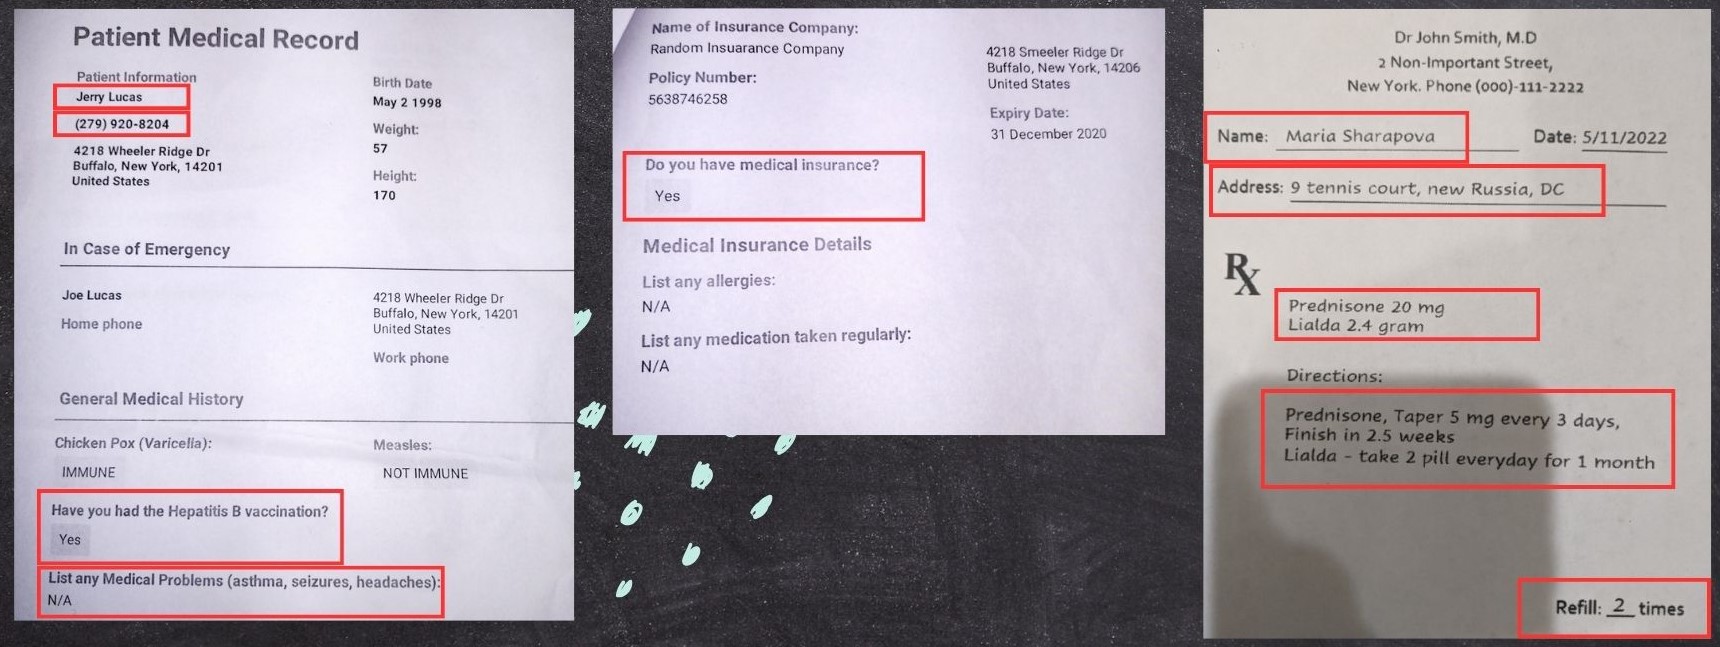 Patient Medical Record
Patient Information
Jerry Lucas
(279) 920-8204
4218 Wheeler Ridge Dr
Buffalo, New York, 14201
United States
Birth Date
May 2 1998
Weight:
57
Height:
170
In Case of Emergency
Joe Lucas
Home phone
4218 Wheeler Ridge Dr
Buffalo, New York, 14201
United States
Work phone
General Medical History
Chicken Pox (Varicella):
IMMUNE
Measles:
NOT IMMUNE
Have you had the Hepatitis B vaccination?
Yes
List any Medical Problems (asthma, seizures, headaches):
N/A
Name of Insurance Company:
Random Insuarance Company
Policy Number:
5638746258
4218 Smeeler Ridge Dr
Buffalo, New York, 14206
United States
Expiry Date:
31 December 2020
Do you have medical insurance?
Yes
Medical Insurance Details
List any allergies:
N/A
List any medication taken regularly:
N/A
Dr John Smith, M.D
2 Non-Important Street,
New York. Phone (000)-111-2222
Name: Maria Sharapova Date: 5/11/2022
Address: 9 tennis court, new Russia, DC
Rx
Prednisone 20 mg
Lialda 2.4 gram
Directions:
Prednisone, Taper 5 mg every 3 days,
Finish in 2.5 weeks
Lialda - take 2 pill everyday for 1 month
Refill: 2 times